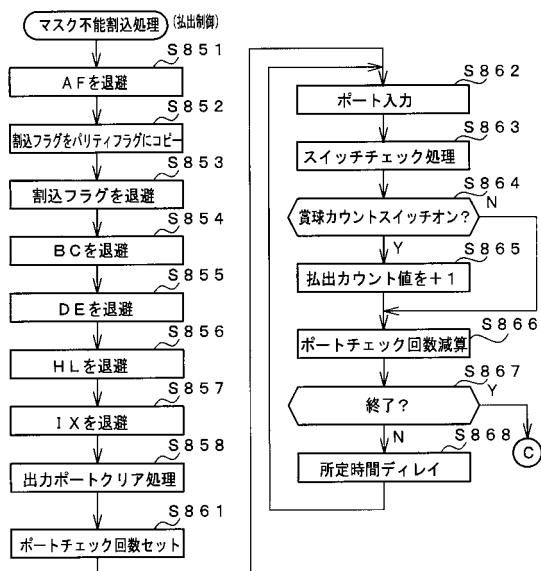 マスク不能割込処理
(払出制御)
S851
AFを退避
S852
割込フラグをパリティフラグにコピー
S853
割込フラグを退避
S854
BCを退避
S855
DEを退避
S856
HLを退避
S857
IXを退避
S858
出力ポートクリア処理
S861
ポートチェック回数セット
S862
ポート入力
S863
スイッチチェック処理
S864
賞球カウントスイッチオン?
N
Y
S865
払出カウント値を+1
S866
ポートチェック回数減算
S867
終了?
Y
N
S868
所定時間ディレイ
C